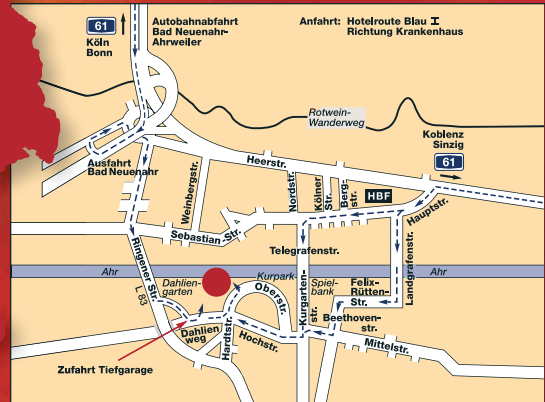 61
Köln
Bonn
Autobahnabfahrt
Bad Neuenahr-
Ahrweiler
Anfahrt: Hotelroute Blau H
Richtung Krankenhaus
Rotwein-
Wanderweg
Koblenz
Sinzig
61
Ausfahrt
Bad Neuenahr
Heerstr.
Weinbergstr.
Nordstr.
Kölner
Str.
Berg-
str.
HBF
Hauptstr.
Sebastian - Str.
Telegrafenstr.
Ringener Str.
L 83
Ahr
Dahlien-
garten
Kurpark
Spiel-
bank
Felix-
Rütten-
Str.
Landgrafenstr.
Ahr
Oberstr.
Kurgarten-
str.
Beethoven-
str.
Dahlien
weg
Hardtstr.
Hochstr.
Mittelstr.
Zufahrt Tiefgarage